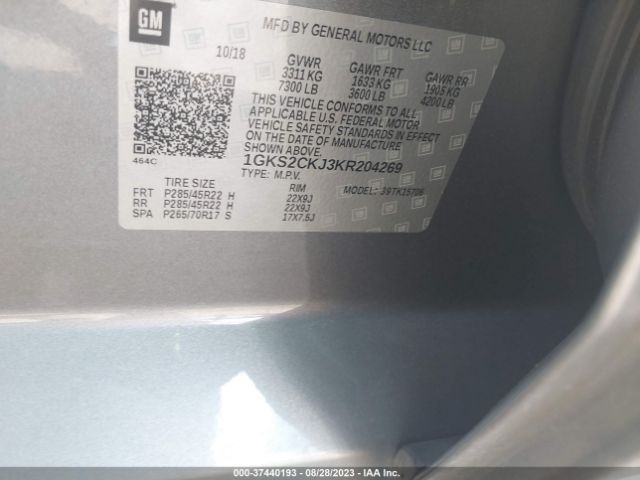 GM
MFD BY GENERAL MOTORS LLC
10/18
GVWR
3311 KG
7300 LB
GAWR FRT
1633 KG
3600 LB
GAWR RR
1905 KG
4200 LB
THIS VEHICLE CONFORMS TO ALL
APPLICABLE U.S. FEDERAL MOTOR
VEHICLE SAFETY STANDARDS IN EFFECT
ON THE DATE OF MANUFACTURE
SHOWN ABOVE.
464C
1GKS2CKJ3KR204269
TYPE: M.P.V.
MODEL: :39TK15706
TIRE SIZE RIM
FRT P285/45R22 H 22X9J
RR P285/45R22 H 22X9J
SPA P265/70R17 S 17X7.5J
000-37440193 - 08/28/2023 - IAA Inc.